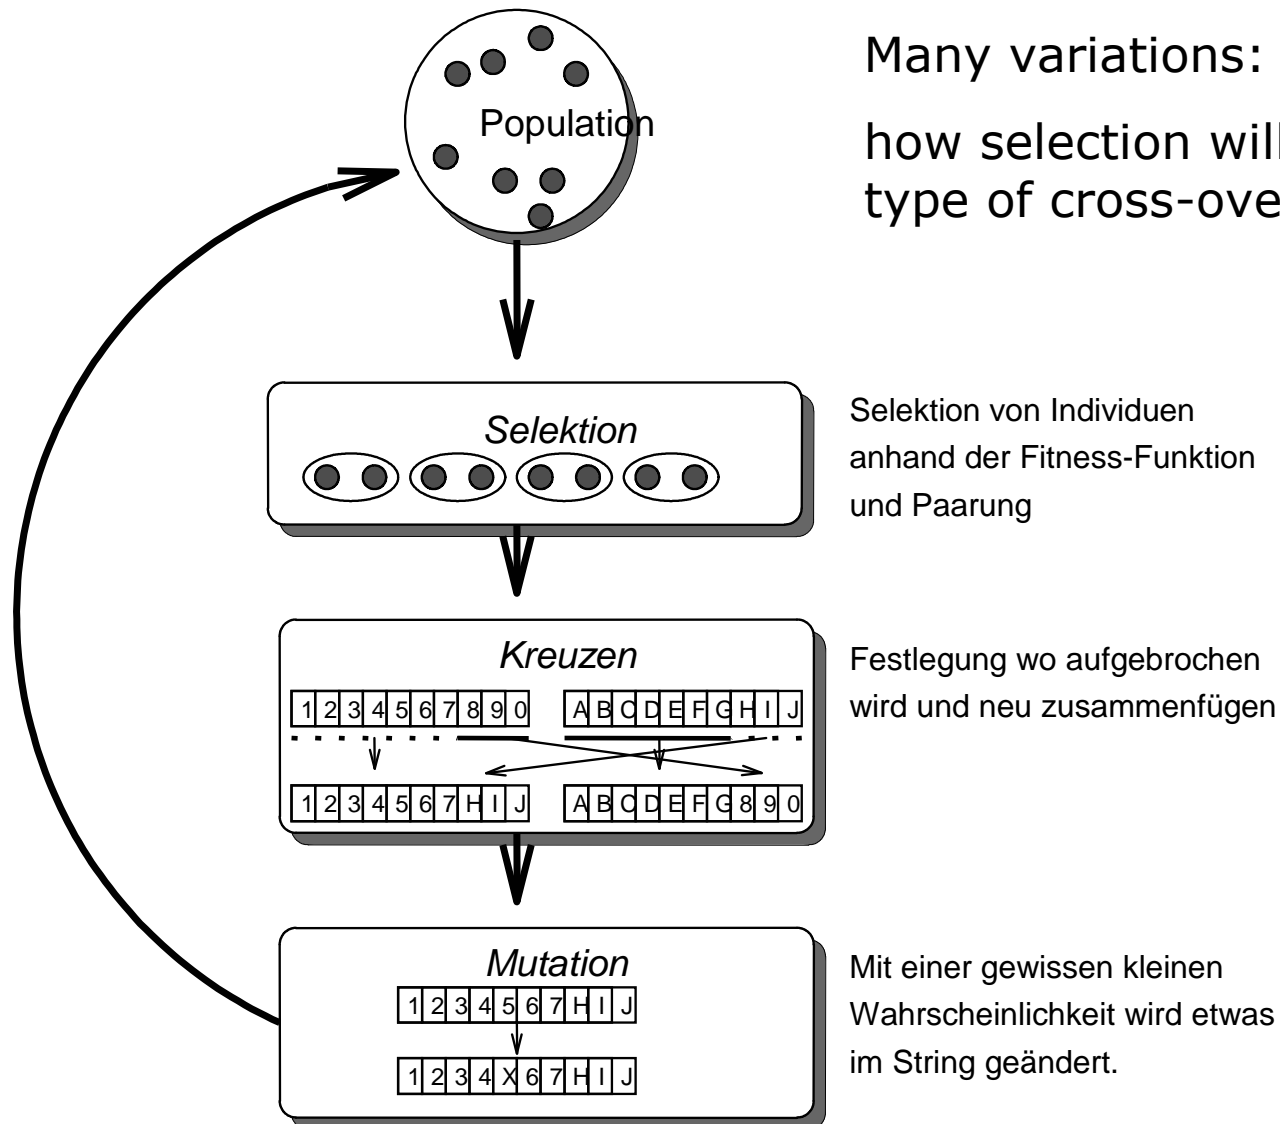 Many variations:
how selection will
type of cross-ove
Population
Selektion
Selektion von Individuen
anhand der Fitness-Funktion
und Paarung
Kreuzen
1 2 3 4 5 6 7 8 9 0 A B C D E F G H I J
1 2 3 4 5 6 7 H I J A B C D E F G 8 9 0
Festlegung wo aufgebrochen
wird und neu zusammenfügen
Mutation
1 2 3 4 5 6 7 H I J
1 2 3 4 X 6 7 H I J
Mit einer gewissen kleinen
Wahrscheinlichkeit wird etwas
im String geändert.